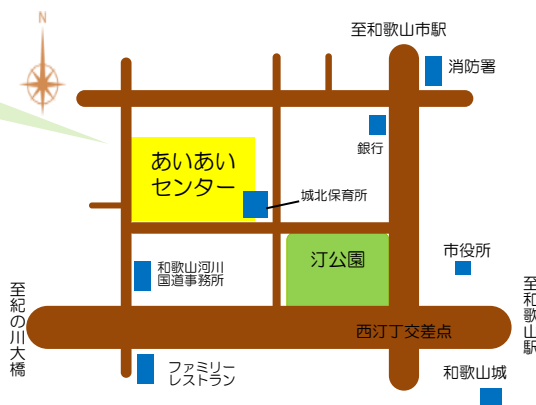 N
至和歌山市駅
消防署
銀行
あいあい
センター
城北保育所
汀公園
市役所
和歌山河川
国道事務所
至紀の川大橋
至和歌山駅
西汀丁交差点
ファミリー
レストラン
和歌山城